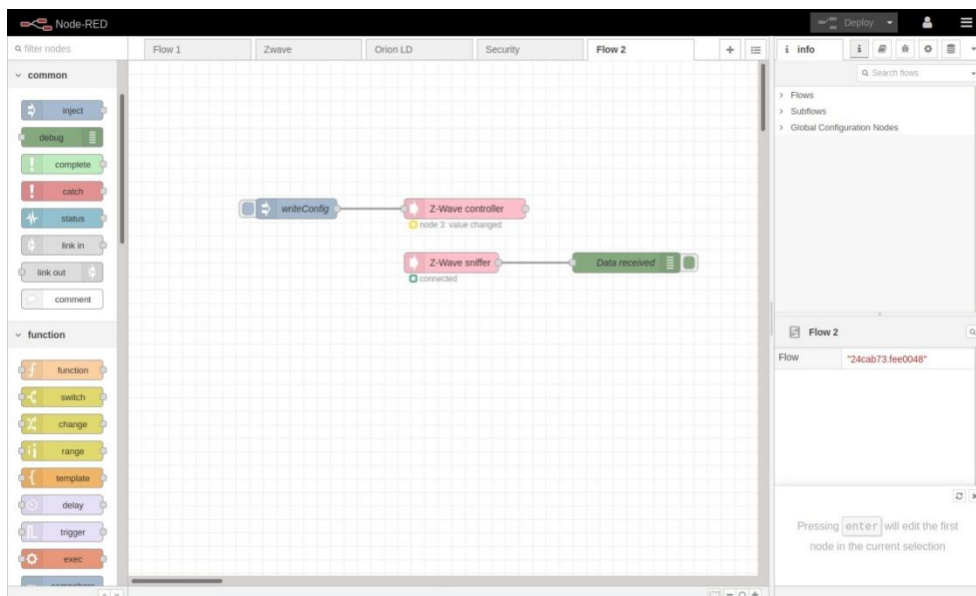 Node-RED
Deploy
filter nodes
Flow 1
Zwave
Orion LD
Security
Flow 2
i info
common
inject
debug
complete
catch
status
link in
link out
comment
function
function
switch
change
range
template
delay
trigger
exec
writeConfig
Z-Wave controller
node 3: value changed
Z-Wave sniffer
connected
Data received
Search flows
Flows
Subflows
Global Configuration Nodes
Flow 2
Flow "24cab73.fee0048"
Pressing enter will edit the first
node in the current selection